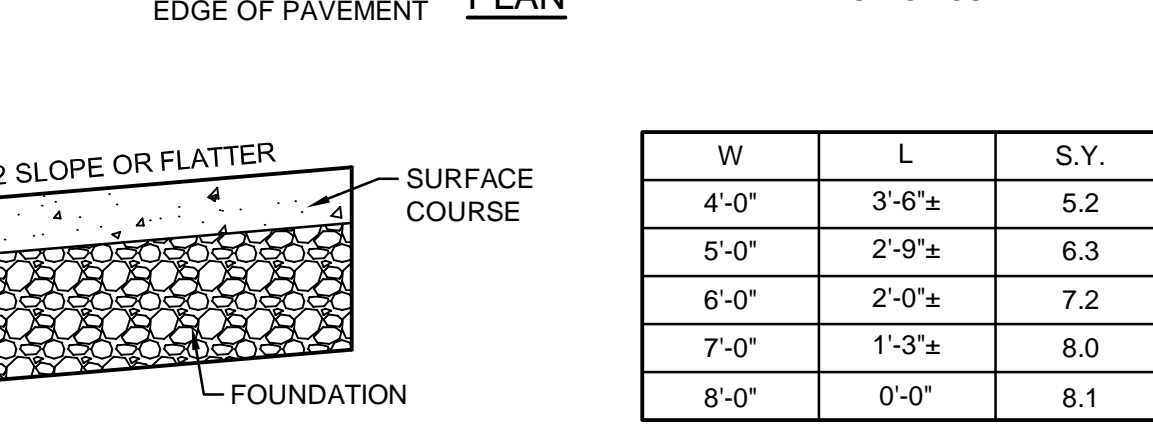 EDGE OF PAVEMENT
PLAN
2 SLOPE OR FLATTER
SURFACE
COURSE
FOUNDATION
W L S.Y.
4'-0" 3'-6"± 5.2
5'-0" 2'-9"± 6.3
6'-0" 2'-0"± 7.2
7'-0" 1'-3"± 8.0
8'-0" 0'-0" 8.1